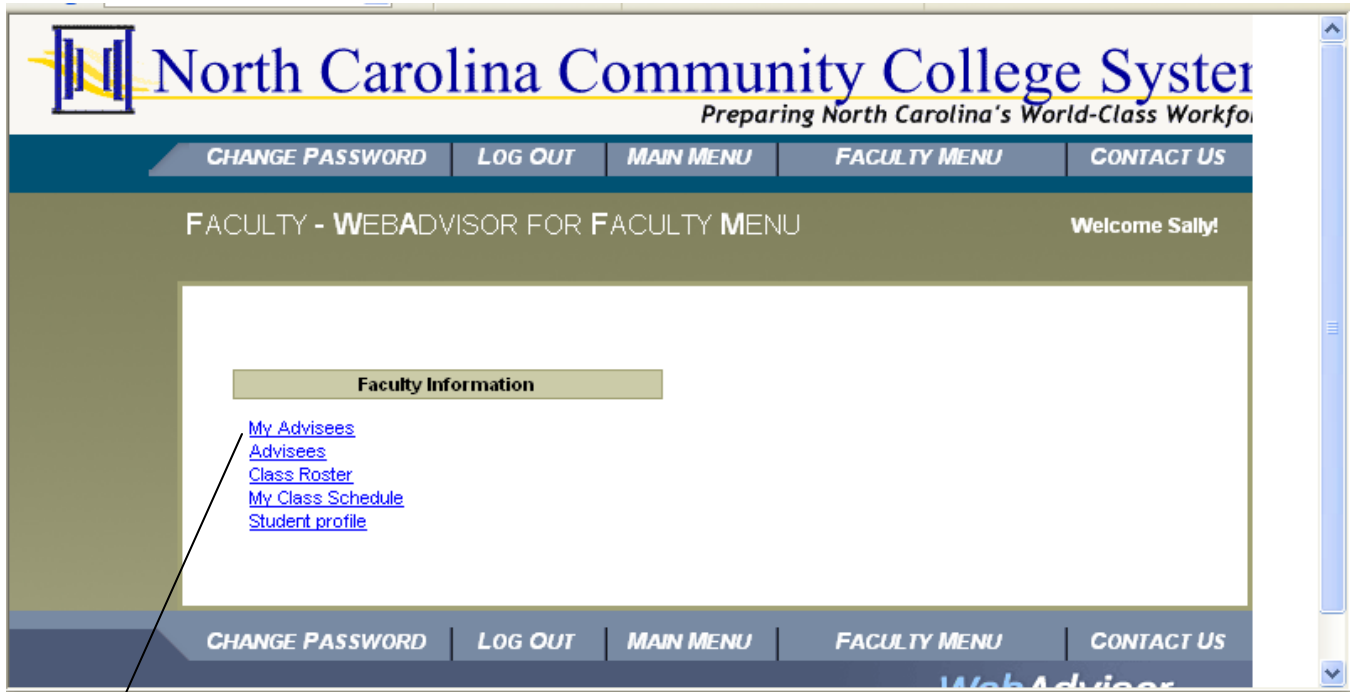 North Carolina Community College Syster
Preparing North Carolina's World-Class Workfo
CHANGE PASSWORD LOG OUT MAIN MENU FACULTY MENU CONTACT US
FACULTY - WEBADVISOR FOR FACULTY MENU Welcome Sally!
Faculty Information
My Advisees
Advisees
Class Roster
My Class Schedule
Student profile
CHANGE PASSWORD LOG OUT MAIN MENU FACULTY MENU CONTACT US
WebAdvisor